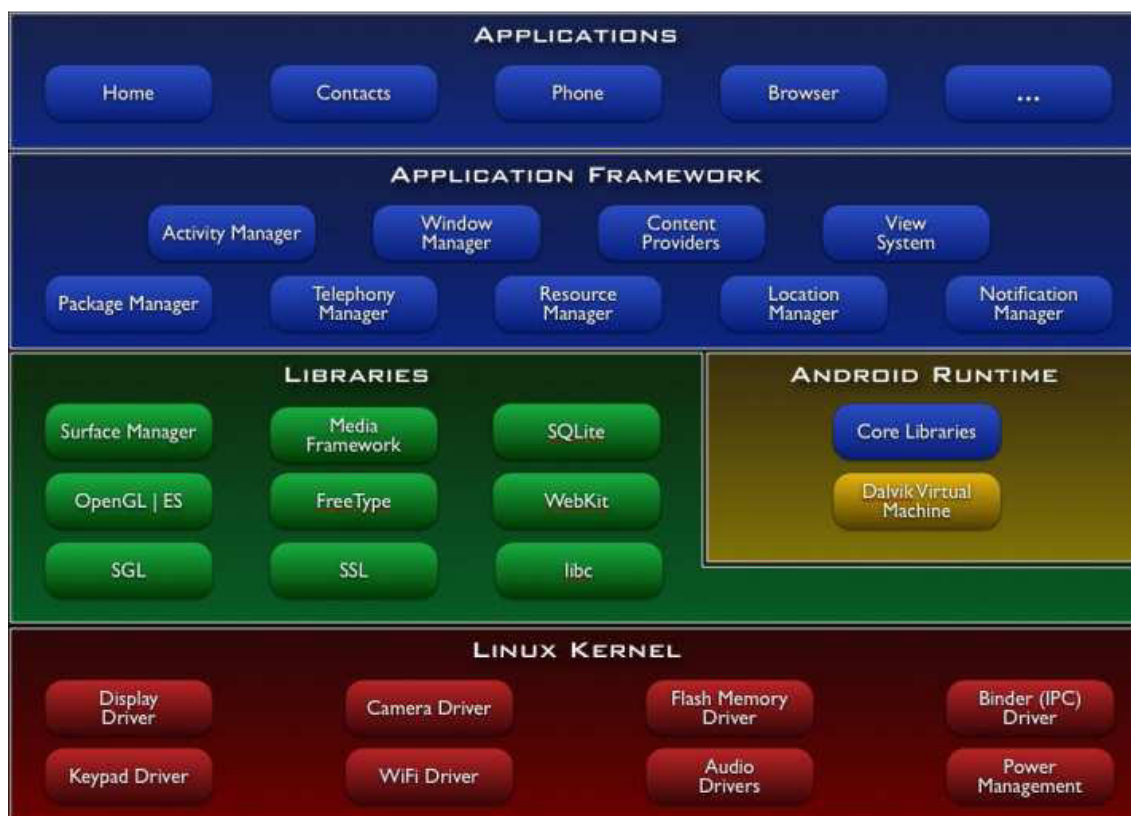 APPLICATIONS
Home
Contacts
Phone
Browser
...
APPLICATION FRAMEWORK
Activity Manager
Window
Manager
Content
Providers
View
System
Package Manager
Telephony
Manager
Resource
Manager
Location
Manager
Notification
Manager
LIBRARIES
Surface Manager
Media
Framework
SQLite
OpenGL | ES
FreeType
WebKit
SGL
SSL
libc
ANDROID RUNTIME
Core Libraries
Dalvik Virtual
Machine
LINUX KERNEL
Display
Driver
Camera Driver
Flash Memory
Driver
Binder (IPC)
Driver
Keypad Driver
WiFi Driver
Audio
Drivers
Power
Management